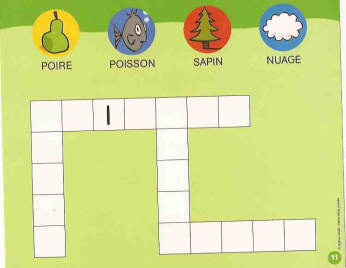 POIRE POISSON SAPIN NUAGE
I
11